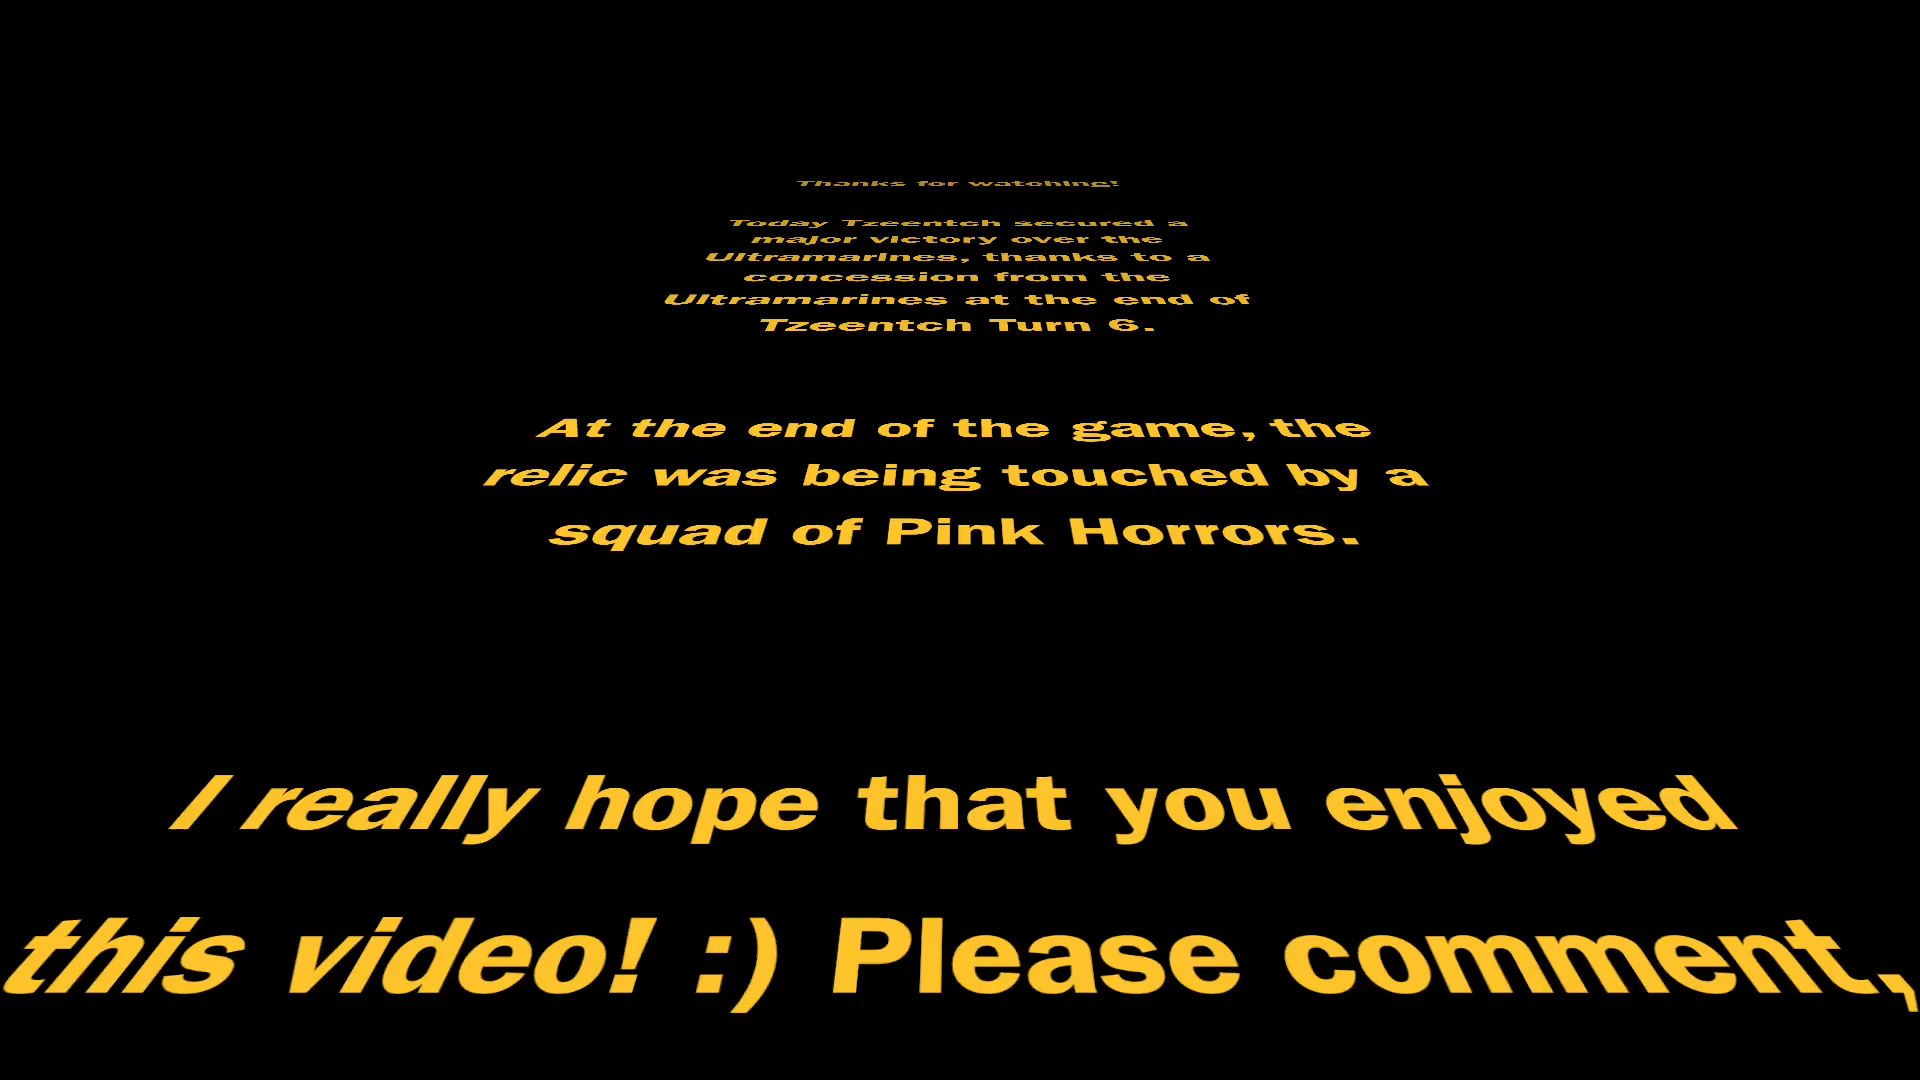 Thanks for watching!
Today Tzeentch secured a
major victory over the
Ultramarines, thanks to a
concession from the
Ultramarines at the end of
Tzeentch Turn 6.
At the end of the game, the
relic was being touched by a
squad of Pink Horrors.
I really hope that you enjoyed
this video! :) Please comment,